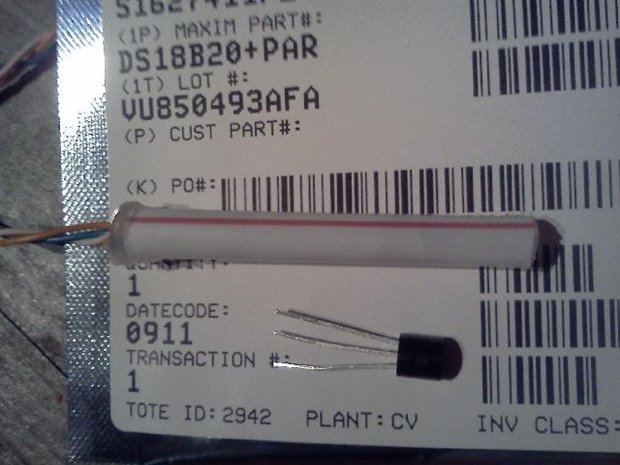 (1P) MAXIM PART#:
DS18B20+PAR
(1T) LOT #:
VU850493AFA
(P) CUST PART#:
(K) PO#:
QUANTITY:
1
DATECODE:
0911
TRANSACTION #:
1
TOTE ID: 2942 PLANT: CV INV CLASS: